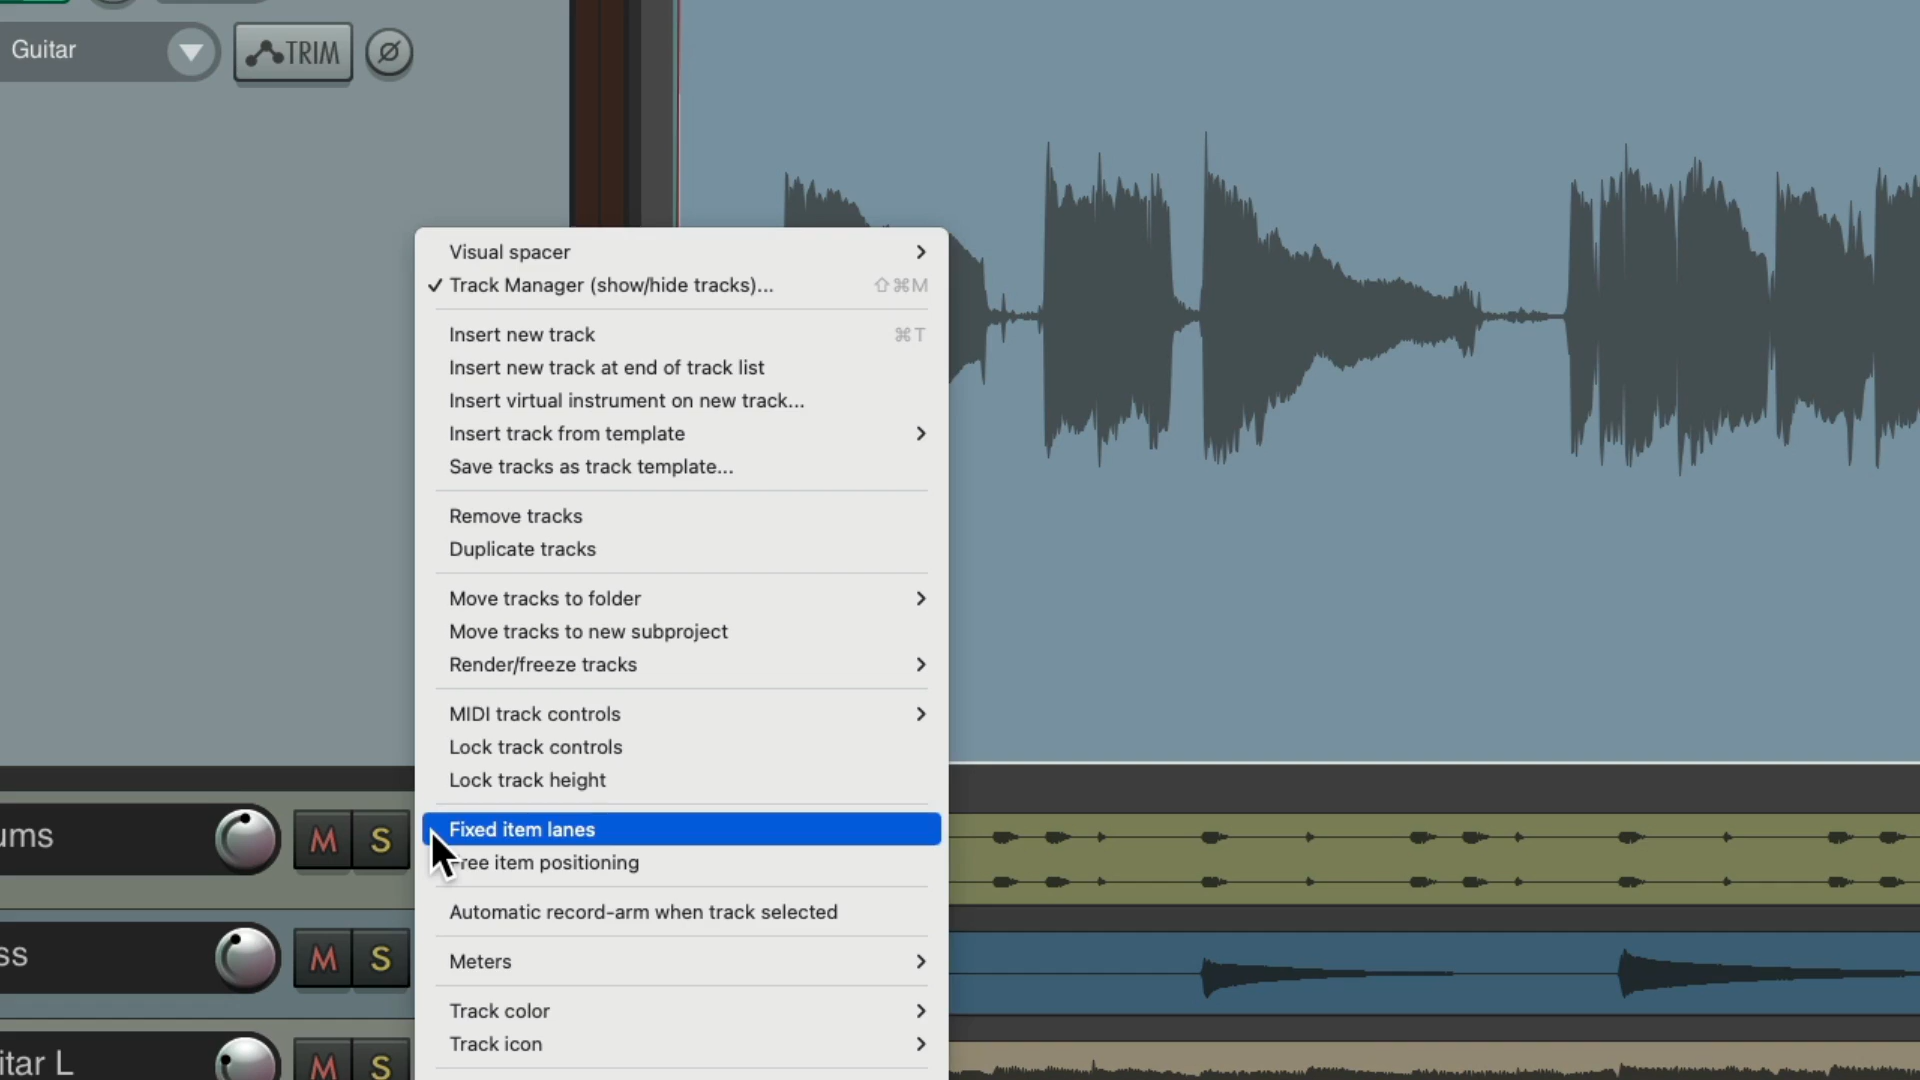 Guitar
TRIM
Visual spacer
✓ Track Manager (show/hide tracks)... ⇧⌘M
Insert new track ⌘T
Insert new track at end of track list
Insert virtual instrument on new track...
Insert track from template
Save tracks as track template...
Remove tracks
Duplicate tracks
Move tracks to folder
Move tracks to new subproject
Render/freeze tracks
MIDI track controls
Lock track controls
Lock track height
Fixed item lanes
ums M S
ree item positioning
Automatic record-arm when track selected
ss M S
Meters
Track color
Track icon
itar L M S